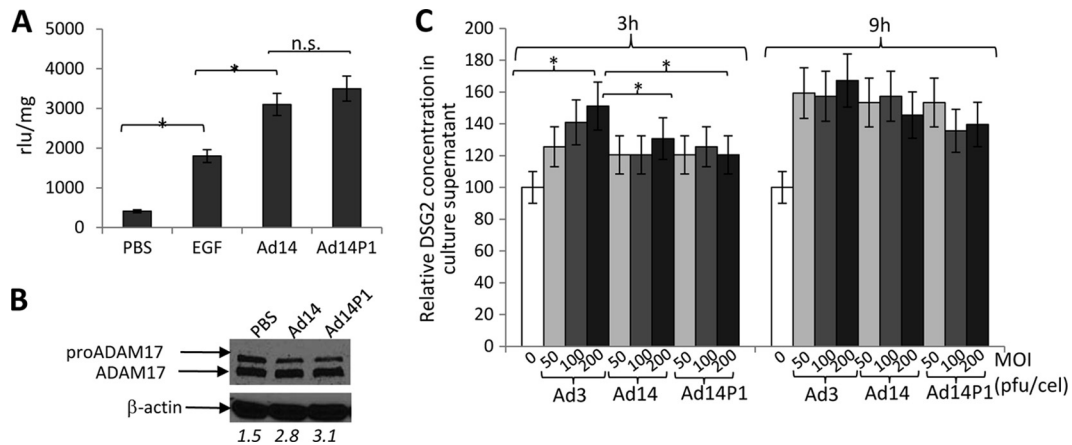 A
5000
4000
3000
2000
1000
0
rlu/mg
PBS EGF Ad14 Ad14P1
*
*
n.s.
B
PBS Ad14 Ad14P1
proADAM17
ADAM17
β-actin
1.5 2.8 3.1
C
Relative DSG2 concentration in
culture supernatant
200
180
160
140
120
100
80
60
40
20
0
3h 9h
*
*
*
0 50 100 200 50 100 200 50 100 200 0 50 100 200 50 100 200 50 100 200 MOI
(pfu/cel)
Ad3 Ad14 Ad14P1 Ad3 Ad14 Ad14P1